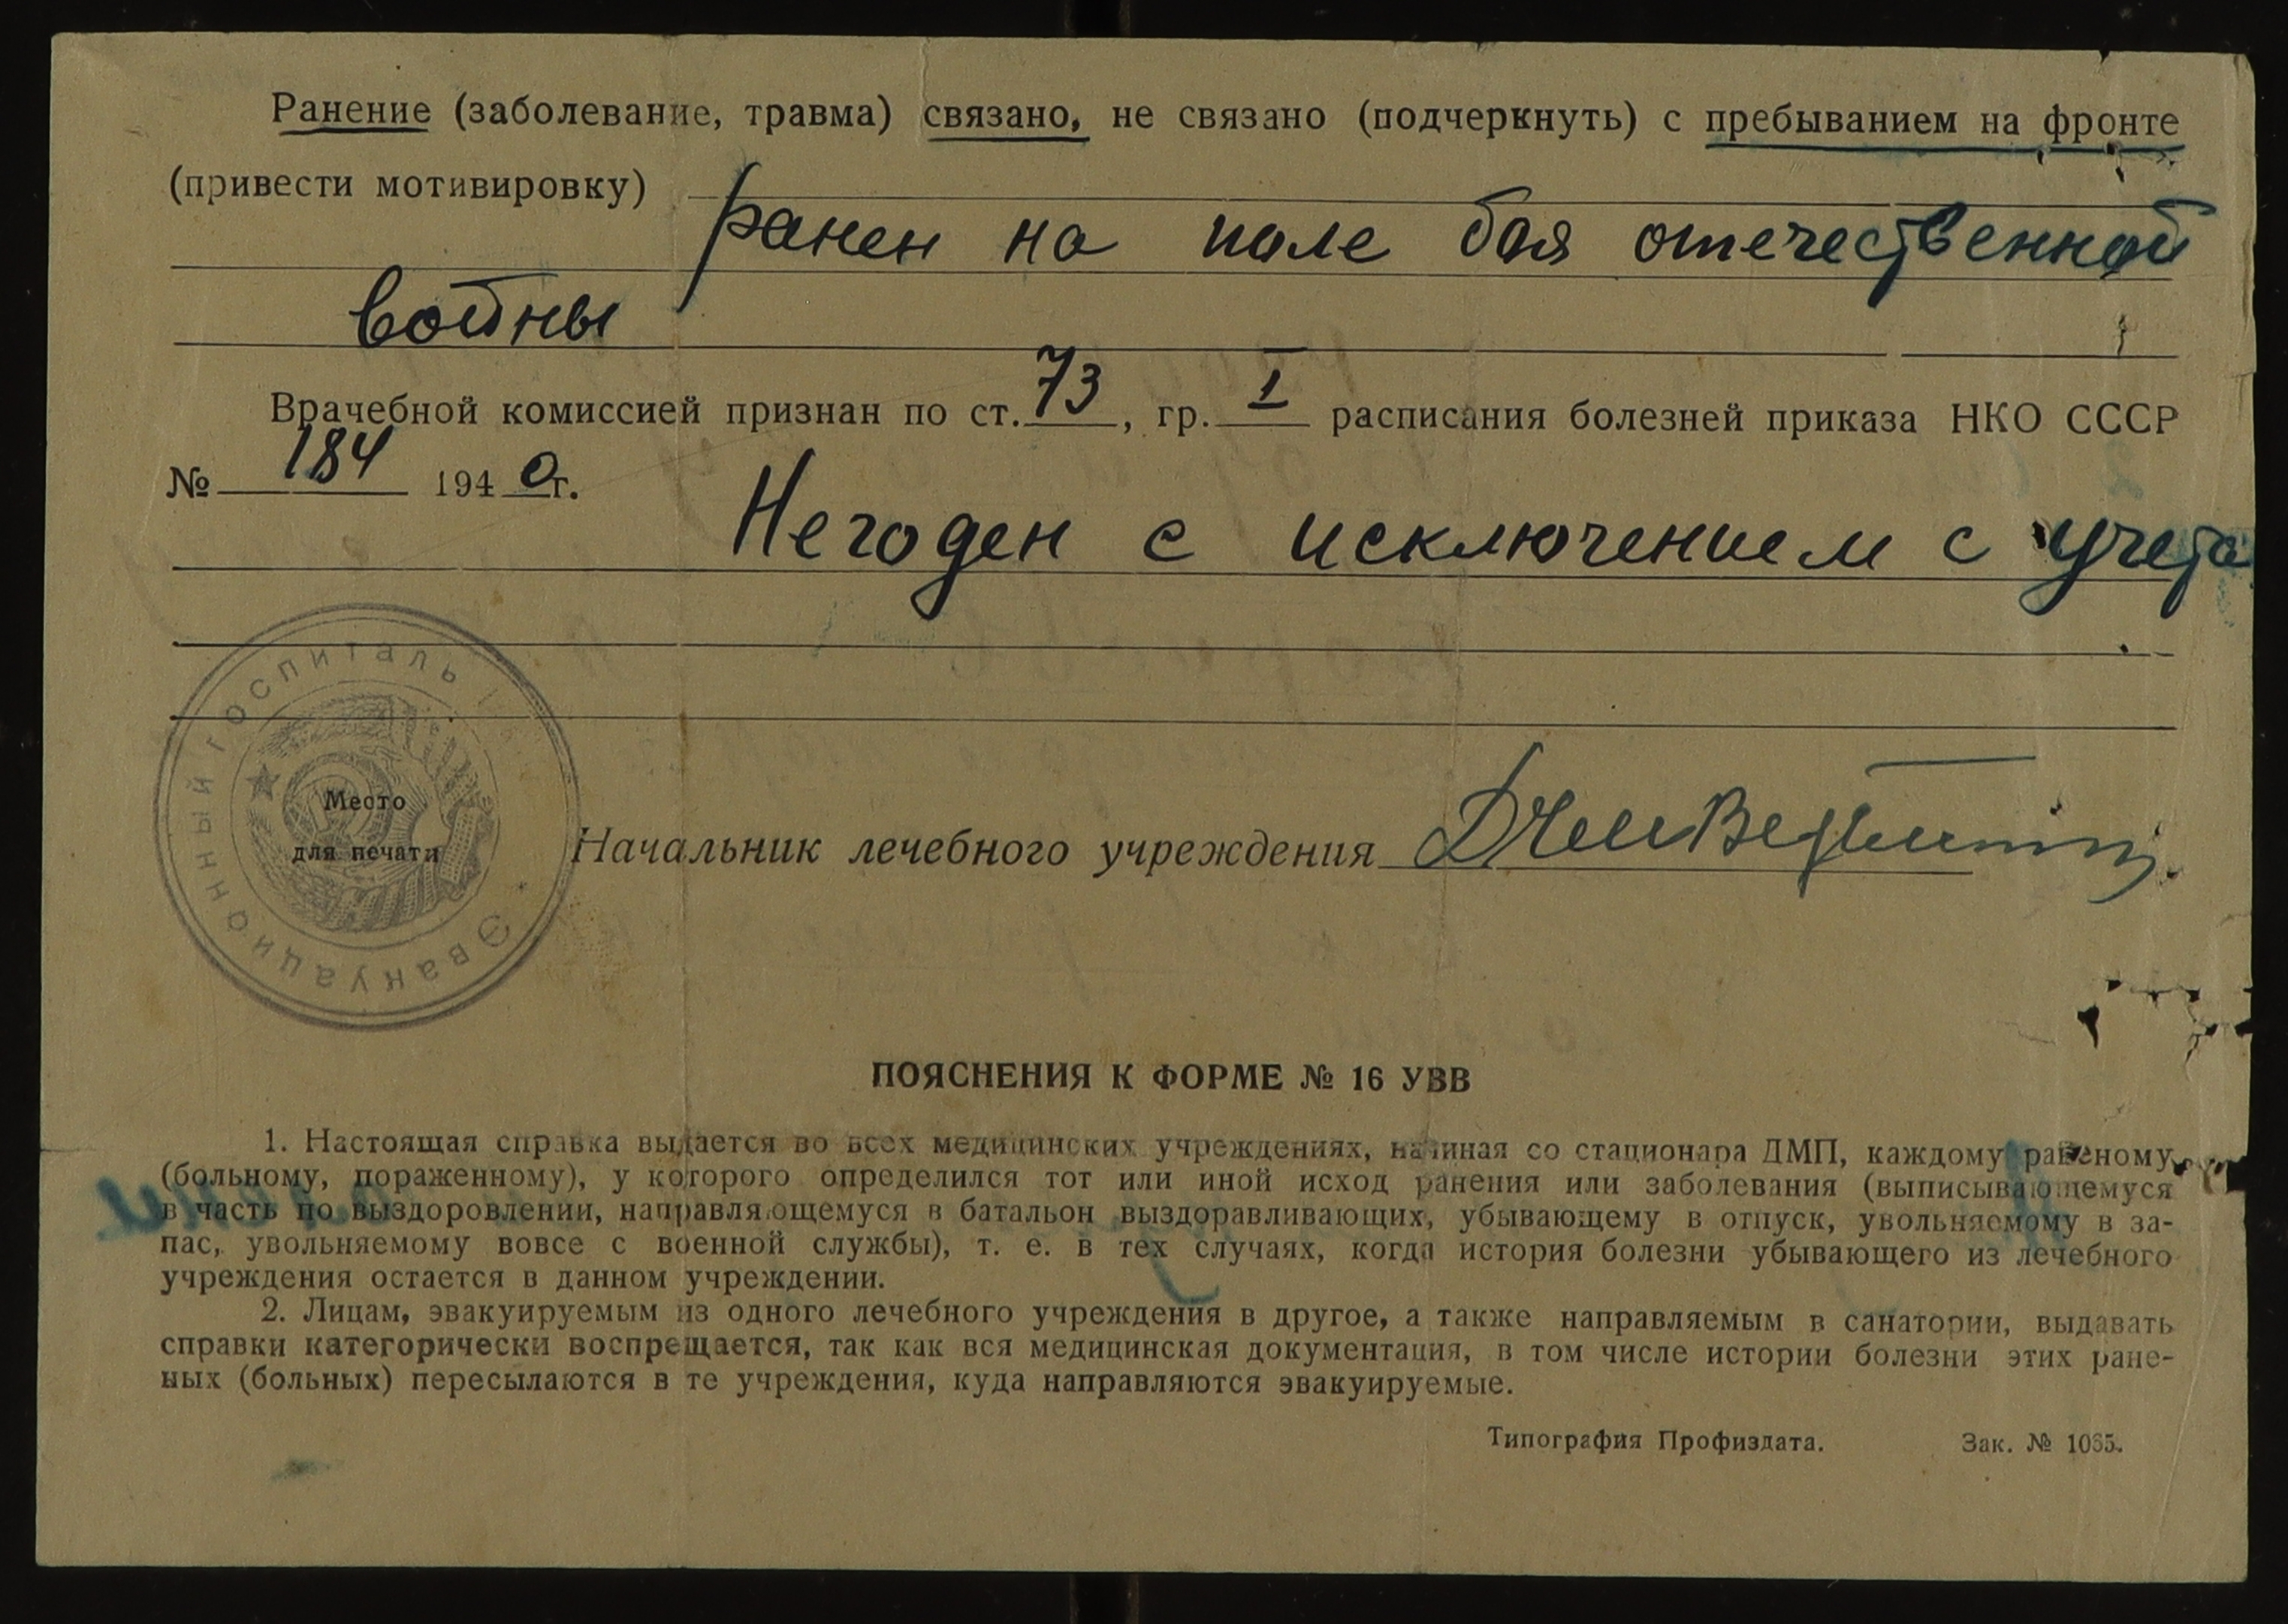 Ранение (заболевание, травма) связано, не связано (подчеркнуть) с пребыванием на фронте
(привести мотивировку)
ранен на поле боя отечественной
войны
Врачебной комиссией признан по ст. 73, гр. I расписания болезней приказа НКО СССР
№ 184 1940г.
Негоден с исключением с учета
Эвакуационный госпиталь
Место
для печати
Начальник лечебного учреждения
ПОЯСНЕНИЯ К ФОРМЕ № 16 УВВ
1. Настоящая справка выдается во всех медицинских учреждениях, начиная со стационара ДМП, каждому раненому
(больному, пораженному), у которого определился тот или иной исход ранения или заболевания (выписывающемуся
в часть по выздоровлении, направляющемуся в батальон выздоравливающих, убывающему в отпуск, увольняемому в за-
пас, увольняемому вовсе с военной службы), т. е. в тех случаях, когда история болезни убывающего из лечебного
учреждения остается в данном учреждении.
2. Лицам, эвакуируемым из одного лечебного учреждения в другое, а также направляемым в санатории, выдавать
справки категорически воспрещается, так как вся медицинская документация, в том числе истории болезни этих ране-
ных (больных) пересылаются в те учреждения, куда направляются эвакуируемые.
Типография Профиздата. Зак. № 1065.